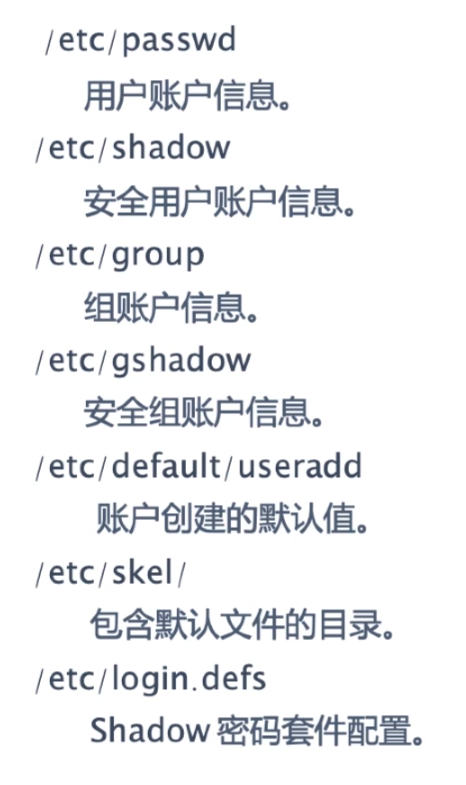 /etc/passwd
用户账户信息。
/etc/shadow
安全用户账户信息。
/etc/group
组账户信息。
/etc/gshadow
安全组账户信息。
/etc/default/useradd
账户创建的默认值。
/etc/skel/
包含默认文件的目录。
/etc/login.defs
Shadow 密码套件配置。